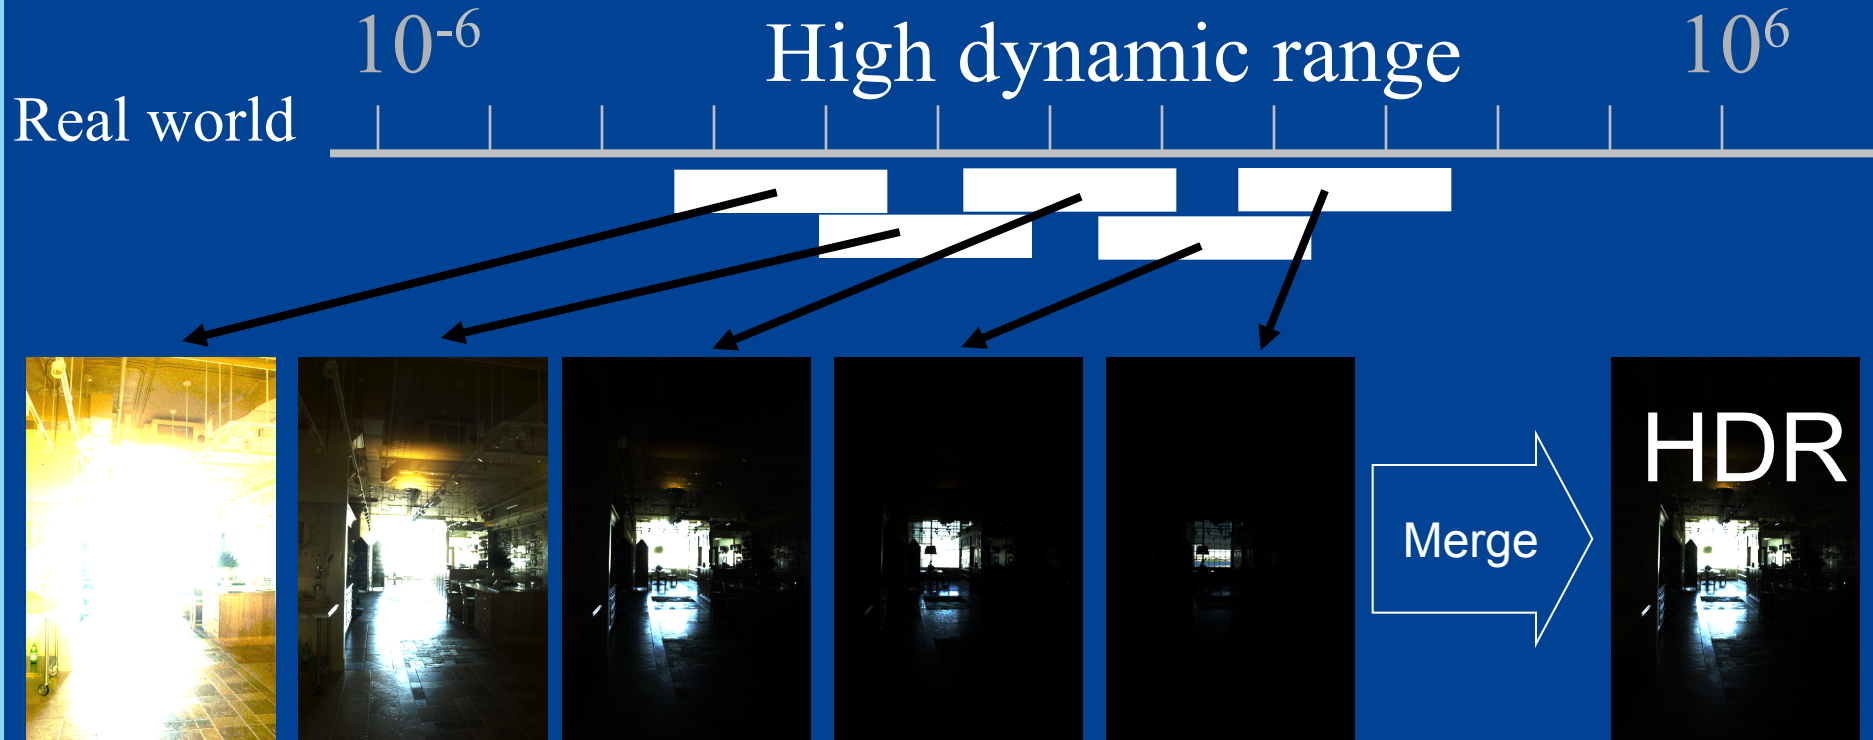 10⁻⁶
High dynamic range
10⁶
Real world
HDR
Merge